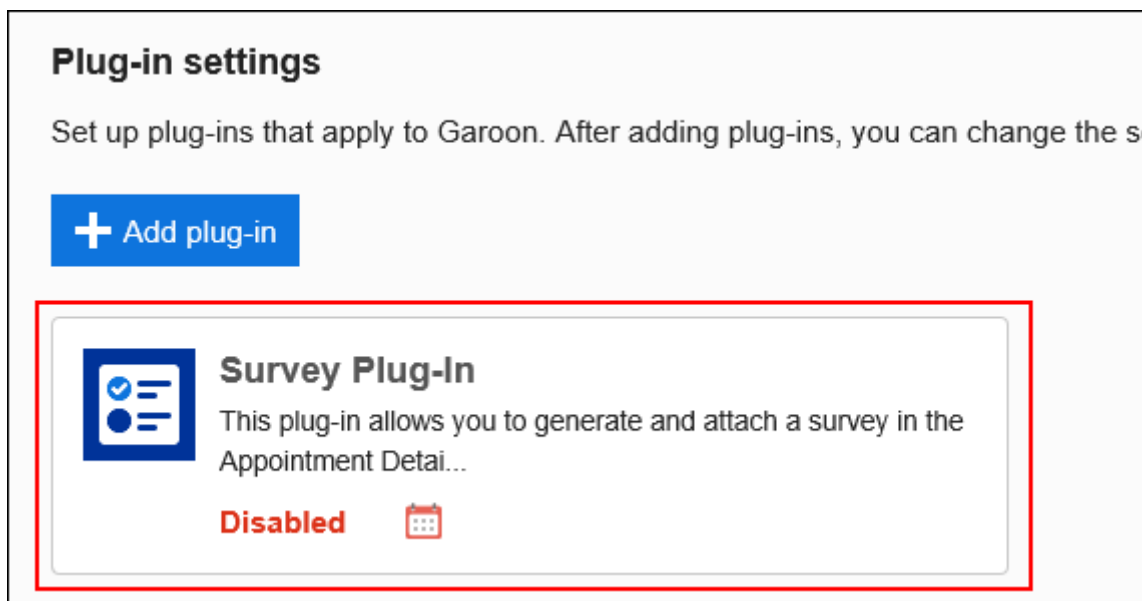 Plug-in settings
Set up plug-ins that apply to Garoon. After adding plug-ins, you can change the
Add plug-in
Survey Plug-In
This plug-in allows you to generate and attach a survey in the
Appointment Detai...
Disabled